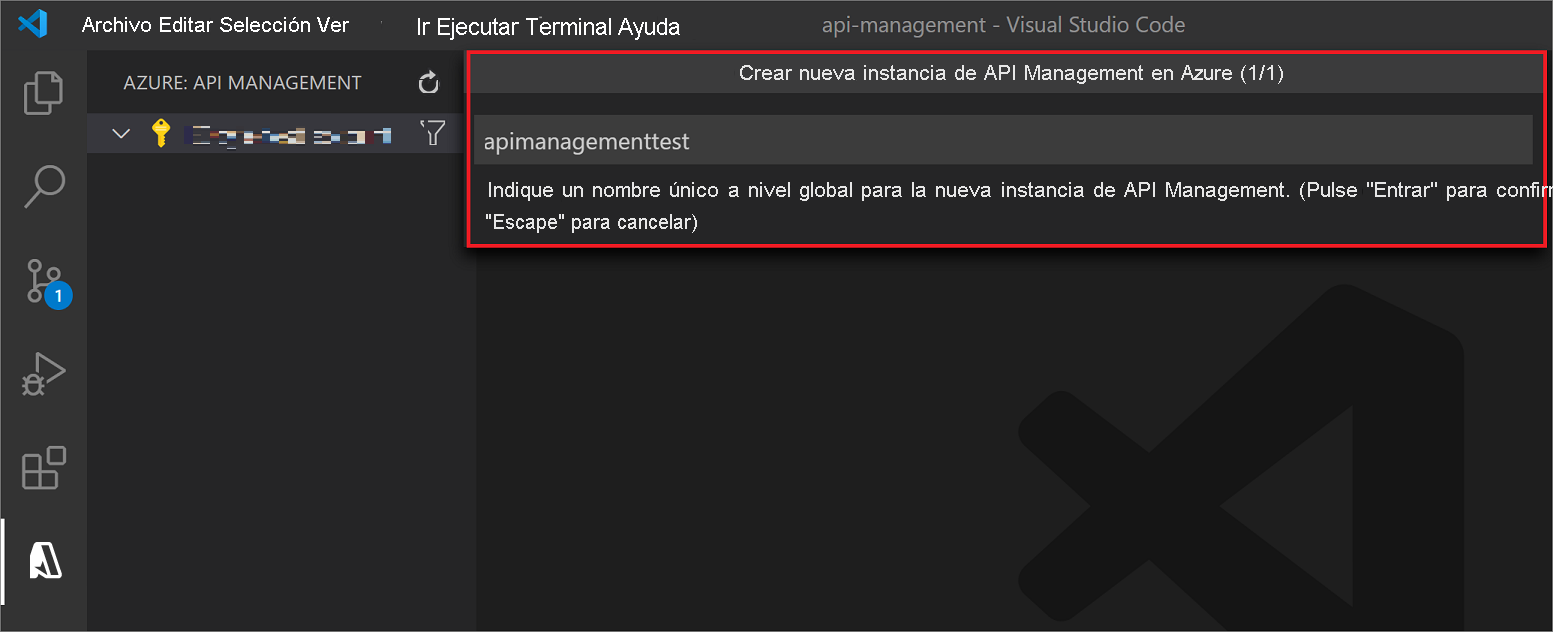 Archivo Editar Selección Ver Ir Ejecutar Terminal Ayuda api-management - Visual Studio Code
AZURE: API MANAGEMENT
Crear nueva instancia de API Management en Azure (1/1)
apimanagementtest
Indique un nombre único a nivel global para la nueva instancia de API Management. (Pulse "Entrar" para
"Escape" para cancelar)
1